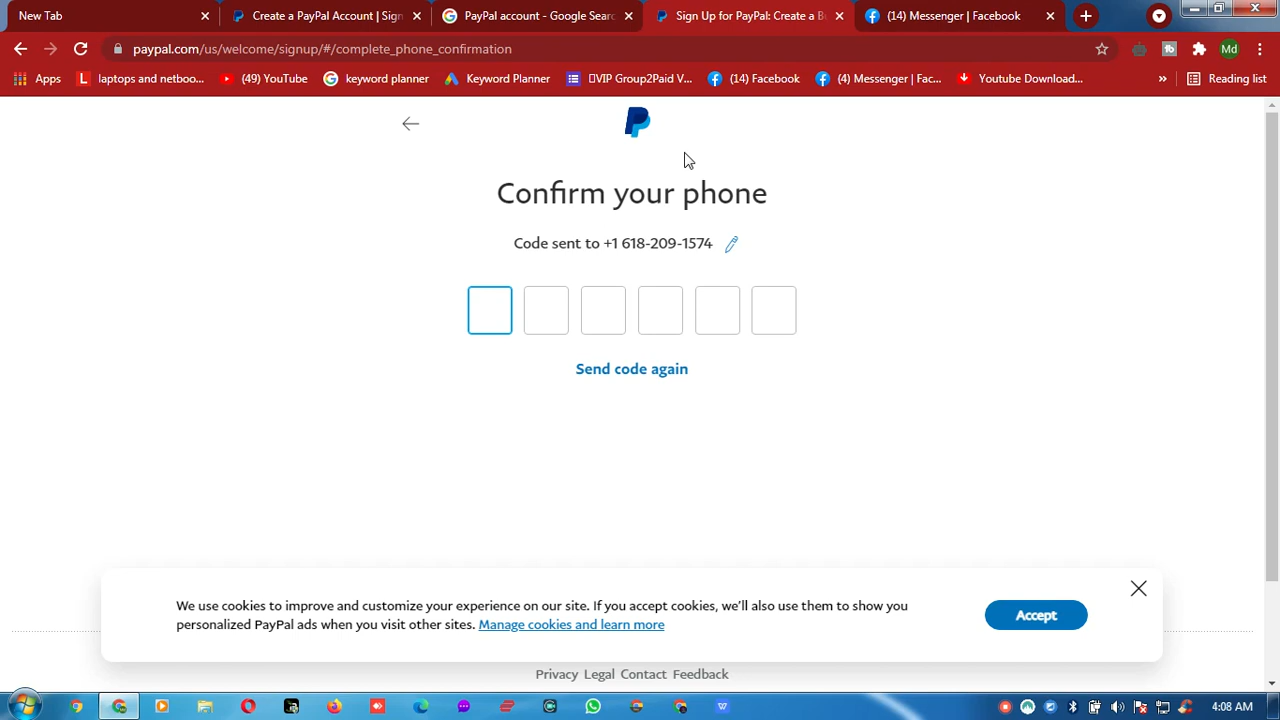 New Tab
Create a PayPal Account | Sign
PayPal account - Google Sear
Sign Up for PayPal: Create a B
(14) Messenger | Facebook
paypal.com/us/welcome/signup/#/complete_phone_confirmation
Md
Apps
laptops and netboo...
(49) YouTube
keyword planner
Keyword Planner
VIP Group2Paid V...
(14) Facebook
(4) Messenger | Fac...
Youtube Download...
»
Reading list
Confirm your phone
Code sent to +1 618-209-1574
Send code again
We use cookies to improve and customize your experience on our site. If you accept cookies, we'll also use them to show you
personalized PayPal ads when you visit other sites. Manage cookies and learn more
Accept
Privacy Legal Contact Feedback
4:08 AM